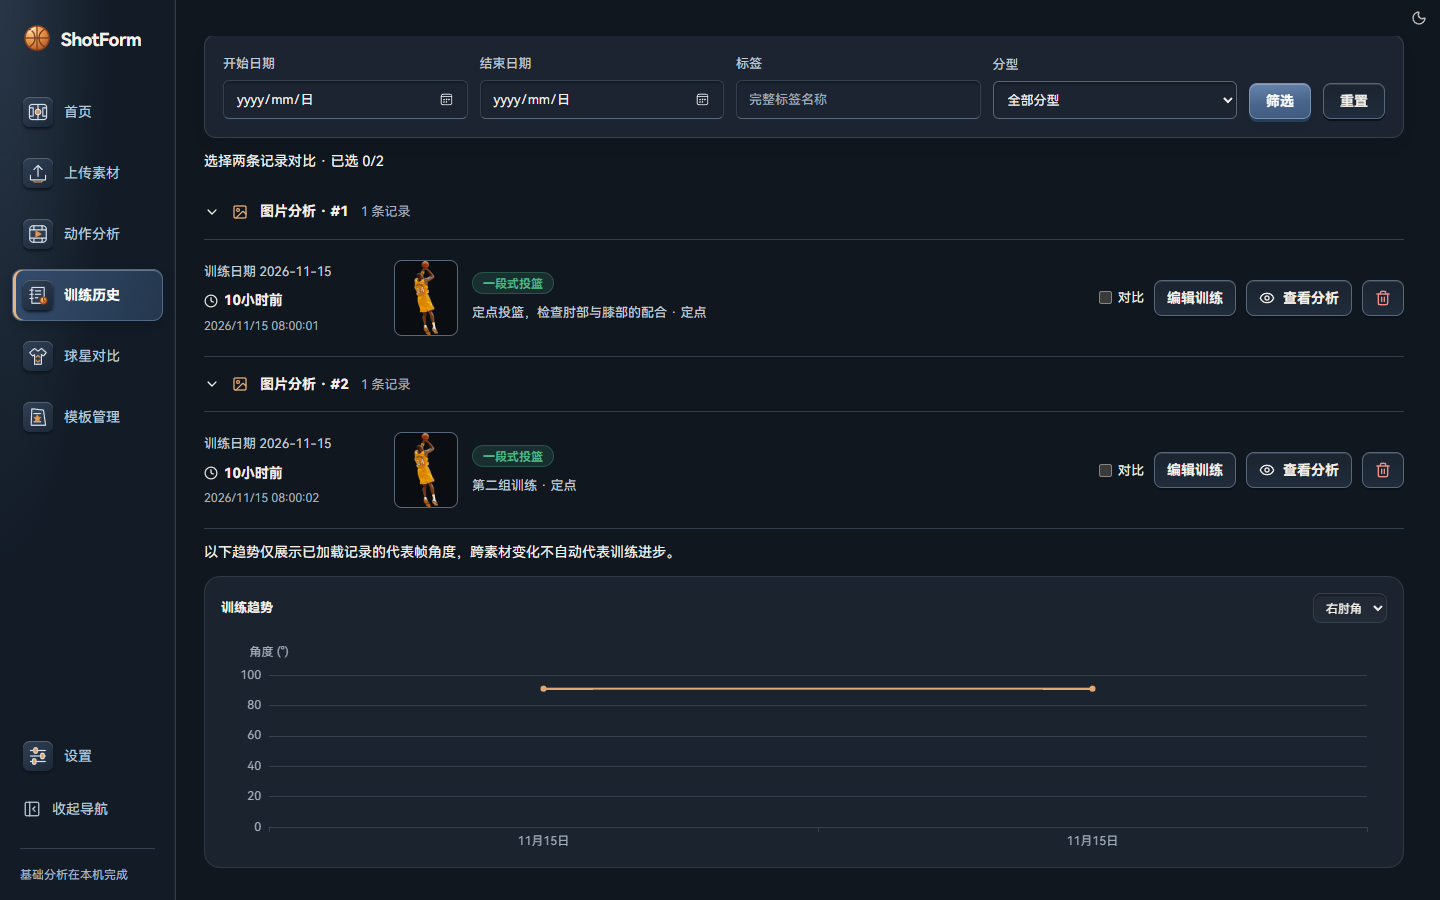 ShotForm
首页
上传素材
动作分析
训练历史
球星对比
模板管理
设置
收起导航
基础分析在本机完成
开始日期
结束日期
标签
分型
yyyy/mm/日
yyyy/mm/日
完整标签名称
全部分型
筛选
重置
选择两条记录对比 · 已选 0/2
图片分析 · #1 1 条记录
训练日期 2026-11-15
10小时前
2026/11/15 08:00:01
一段式投篮
定点投篮，检查肘部与膝部的配合 · 定点
对比
编辑训练
查看分析
图片分析 · #2 1 条记录
训练日期 2026-11-15
10小时前
2026/11/15 08:00:02
一段式投篮
第二组训练 · 定点
对比
编辑训练
查看分析
以下趋势仅展示已加载记录的代表帧角度，跨素材变化不自动代表训练进步。
训练趋势
右肘角
角度 (°)
100
80
60
40
20
0
11月15日
11月15日